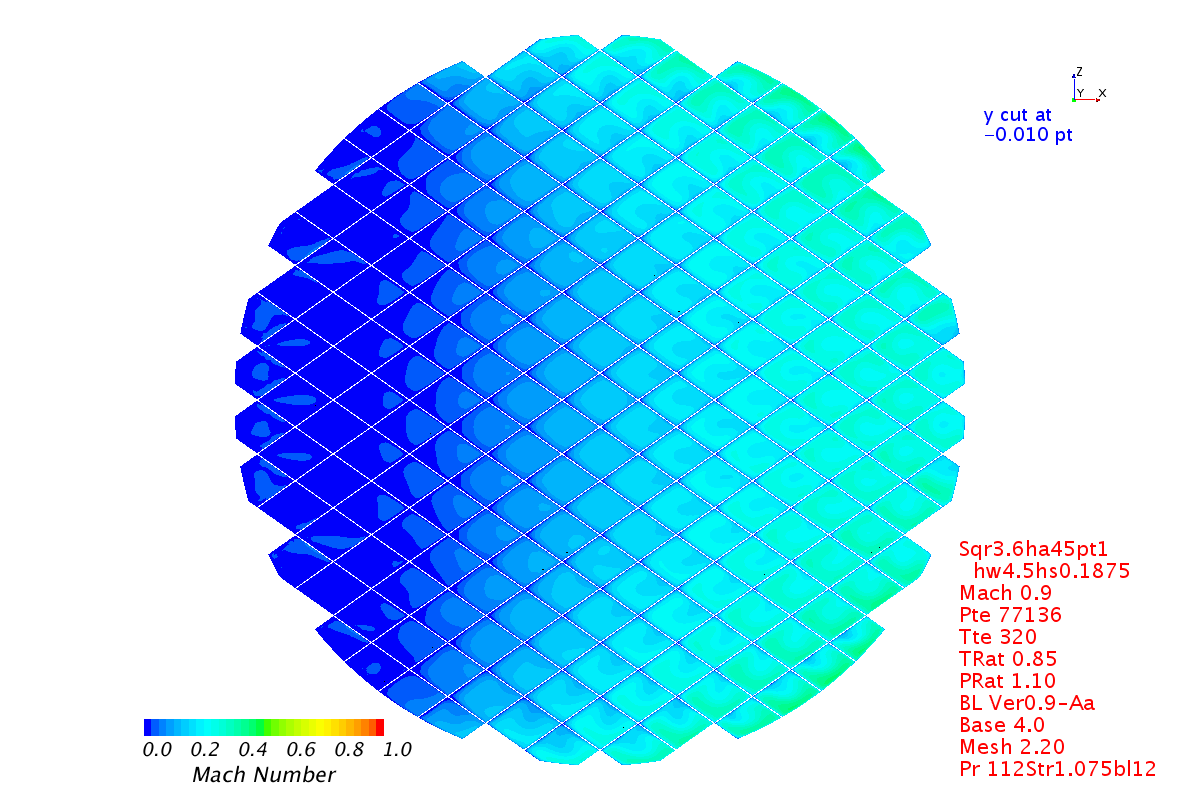 Z
Y X
y cut at
−0.010 pt
Sqr3.6ha45pt1
hw4.5hs0.1875
Mach 0.9
Pte 77136
Tte 320
TRat 0.85
PRat 1.10
BL Ver0.9−Aa
Base 4.0
Mesh 2.20
Pr 112Str1.075bl12
0.0 0.2 0.4 0.6 0.8 1.0
Mach Number